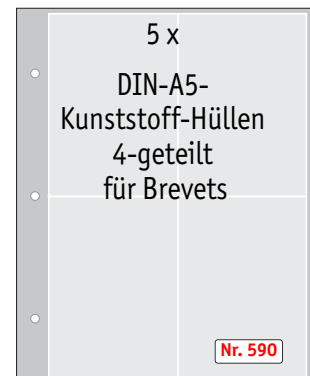 5 x
DIN-A5-
Kunststoff-Hüllen
4-geteilt
für Brevets
Nr. 590